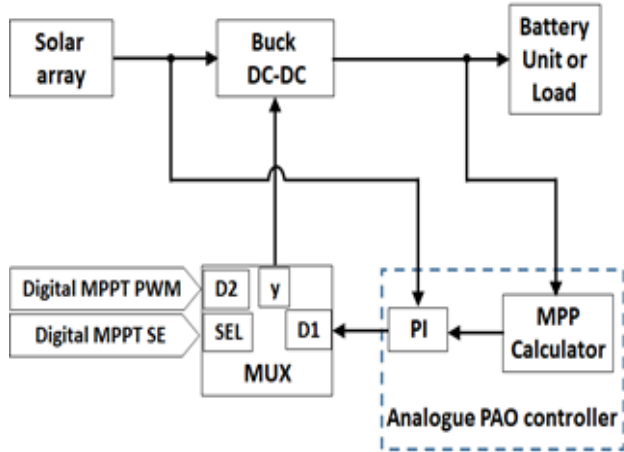 Solar
array
Buck
DC-DC
Battery
Unit or
Load
Digital MPPT PWM
D2
y
Digital MPPT SE
SEL
D1
MUX
PI
MPP
Calculator
Analogue PAO controller